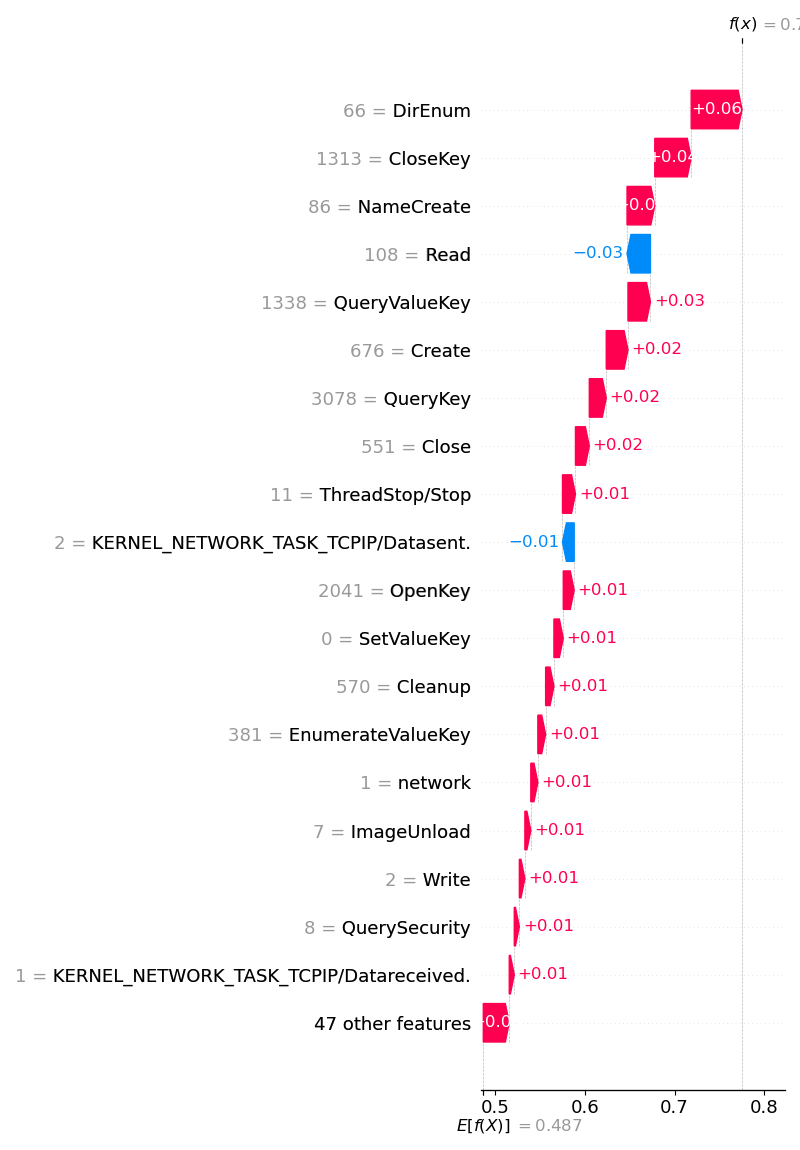 f(x) = 0.7
66 = DirEnum +0.06
1313 = CloseKey +0.04
86 = NameCreate
108 = Read −0.03
1338 = QueryValueKey +0.03
676 = Create +0.02
3078 = QueryKey +0.02
551 = Close +0.02
11 = ThreadStop/Stop +0.01
2 = KERNEL_NETWORK_TASK_TCPIP/Datasent. −0.01
2041 = OpenKey +0.01
0 = SetValueKey +0.01
570 = Cleanup +0.01
381 = EnumerateValueKey +0.01
1 = network +0.01
7 = ImageUnload +0.01
2 = Write +0.01
8 = QuerySecurity +0.01
1 = KERNEL_NETWORK_TASK_TCPIP/Datareceived. +0.01
47 other features
0.5 0.6 0.7 0.8
E[f(X)] = 0.487